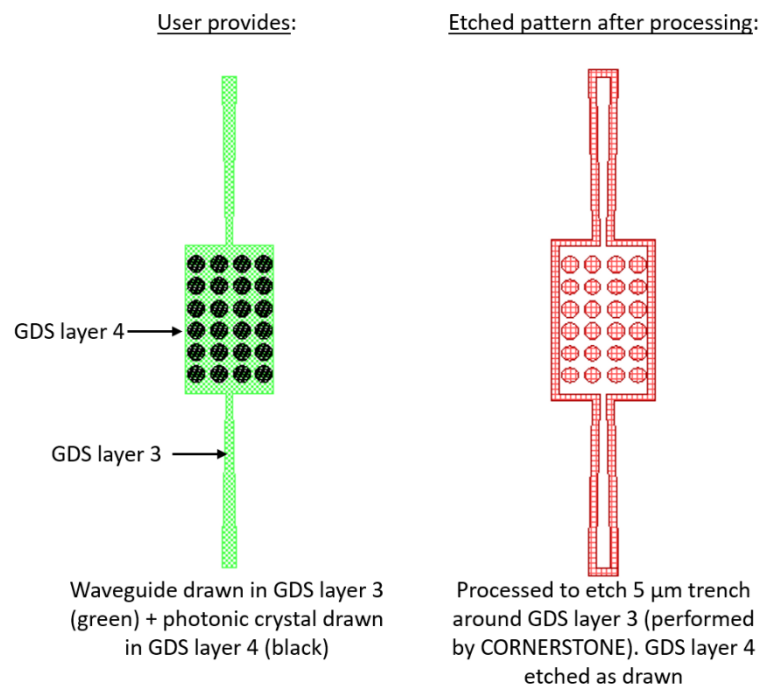 User provides:
Etched pattern after processing:
GDS layer 4
GDS layer 3
Waveguide drawn in GDS layer 3
(green) + photonic crystal drawn
in GDS layer 4 (black)
Processed to etch 5 µm trench
around GDS layer 3 (performed
by CORNERSTONE). GDS layer 4
etched as drawn